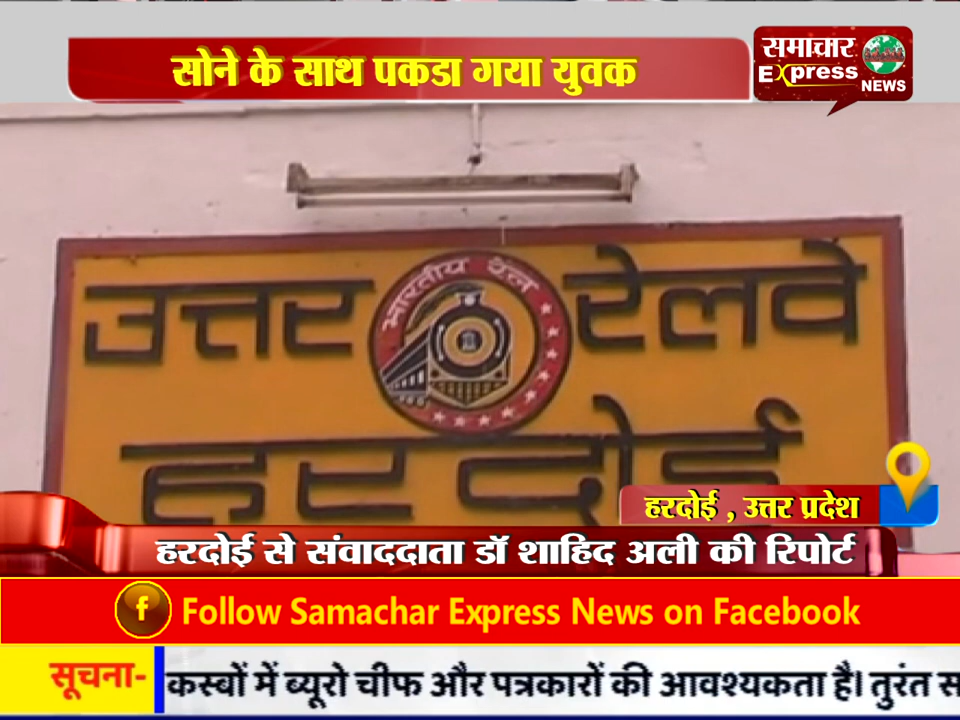 सोने के साथ पकडा गया युवक
समाचार
Express
NEWS
भारतीय रेल
उत्तर रेलवे
हरदोई
हरदोई , उत्तर प्रदेश
हरदोई से संवाददाता डॉ शाहिद अली की रिपोर्ट
f Follow Samachar Express News on Facebook
सूचना- कस्बों में ब्यूरो चीफ और पत्रकारों की आवश्यकता है। तुरंत